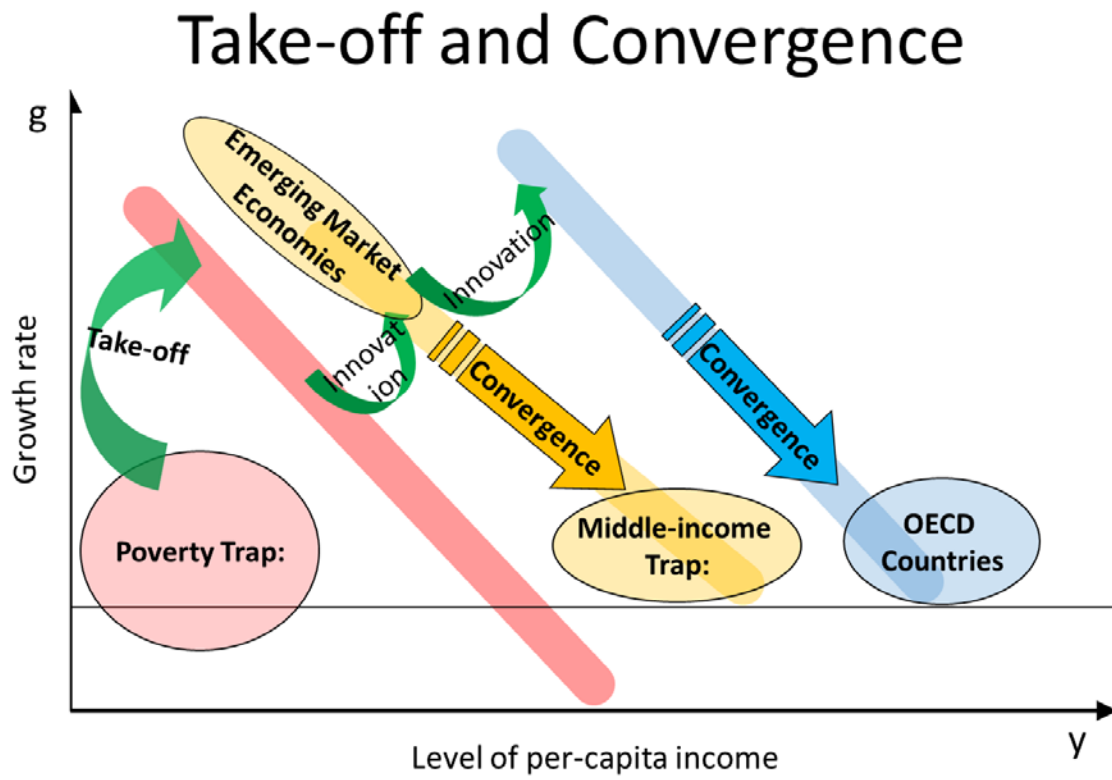 Take-off and Convergence
g
Growth rate
Emerging Market
Economies
Innovation
Take-off
Innovat
ion
Convergence
Convergence
Poverty Trap:
Middle-income
Trap:
OECD
Countries
y
Level of per-capita income